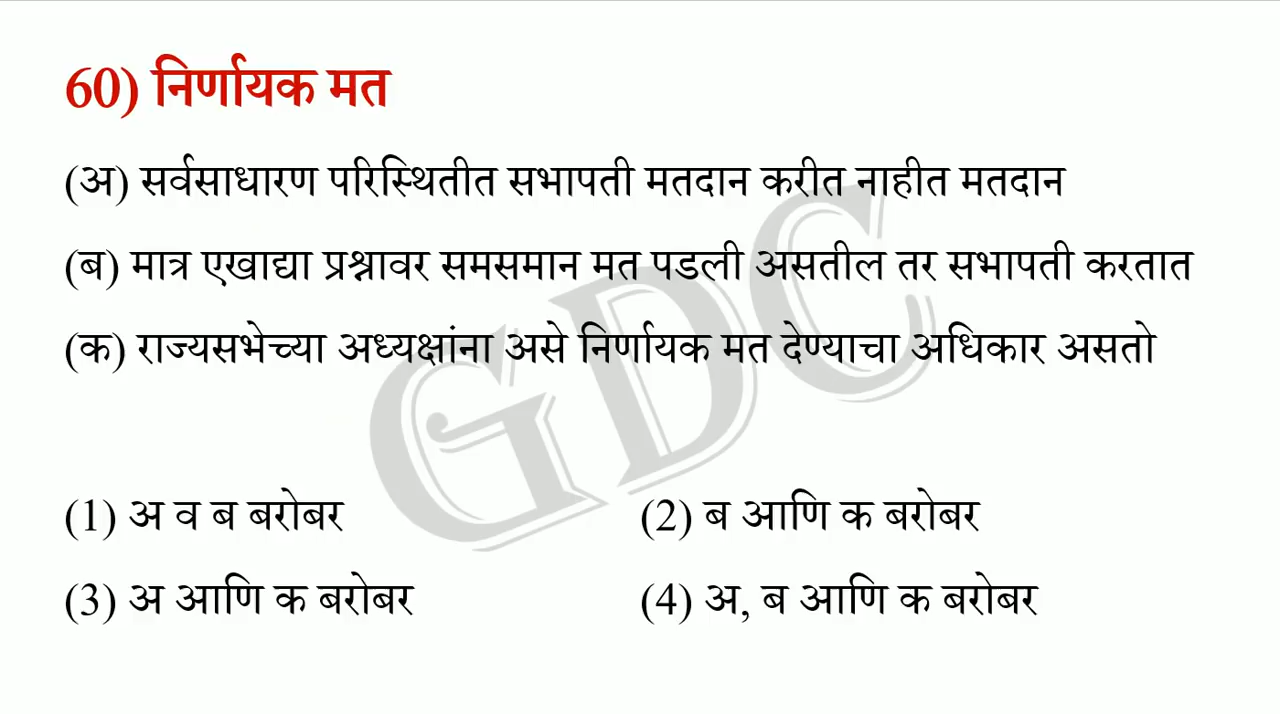 60) निर्णायक मत
(अ) सर्वसाधारण परिस्थितीत सभापती मतदान करीत नाहीत मतदान
(ब) मात्र एखाद्या प्रश्नावर समसमान मत पडली असतील तर सभापती करतात
(क) राज्यसभेच्या अध्यक्षांना असे निर्णायक मत देण्याचा अधिकार असतो
GDC
(1) अ व ब बरोबर (2) ब आणि क बरोबर
(3) अ आणि क बरोबर (4) अ, ब आणि क बरोबर